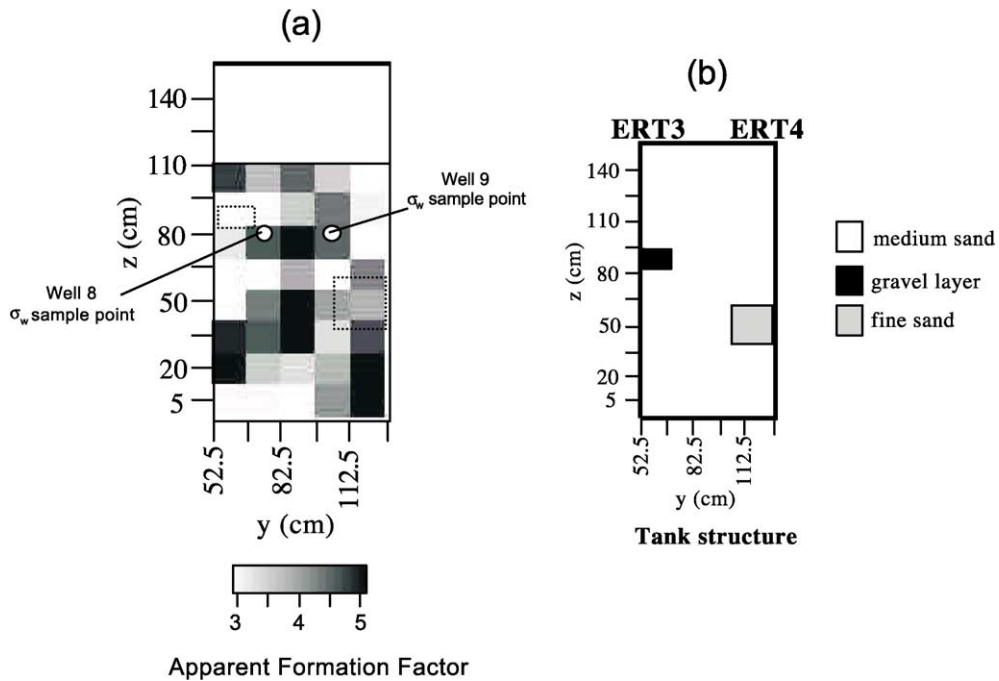 (a)
140
110
80
50
20
5
z (cm)
52.5
82.5
112.5
y (cm)
Well 9
σw sample point
Well 8
σw sample point
3 4 5
Apparent Formation Factor
(b)
ERT3 ERT4
140
110
80
50
20
5
z (cm)
52.5
82.5
112.5
y (cm)
Tank structure
medium sand
gravel layer
fine sand